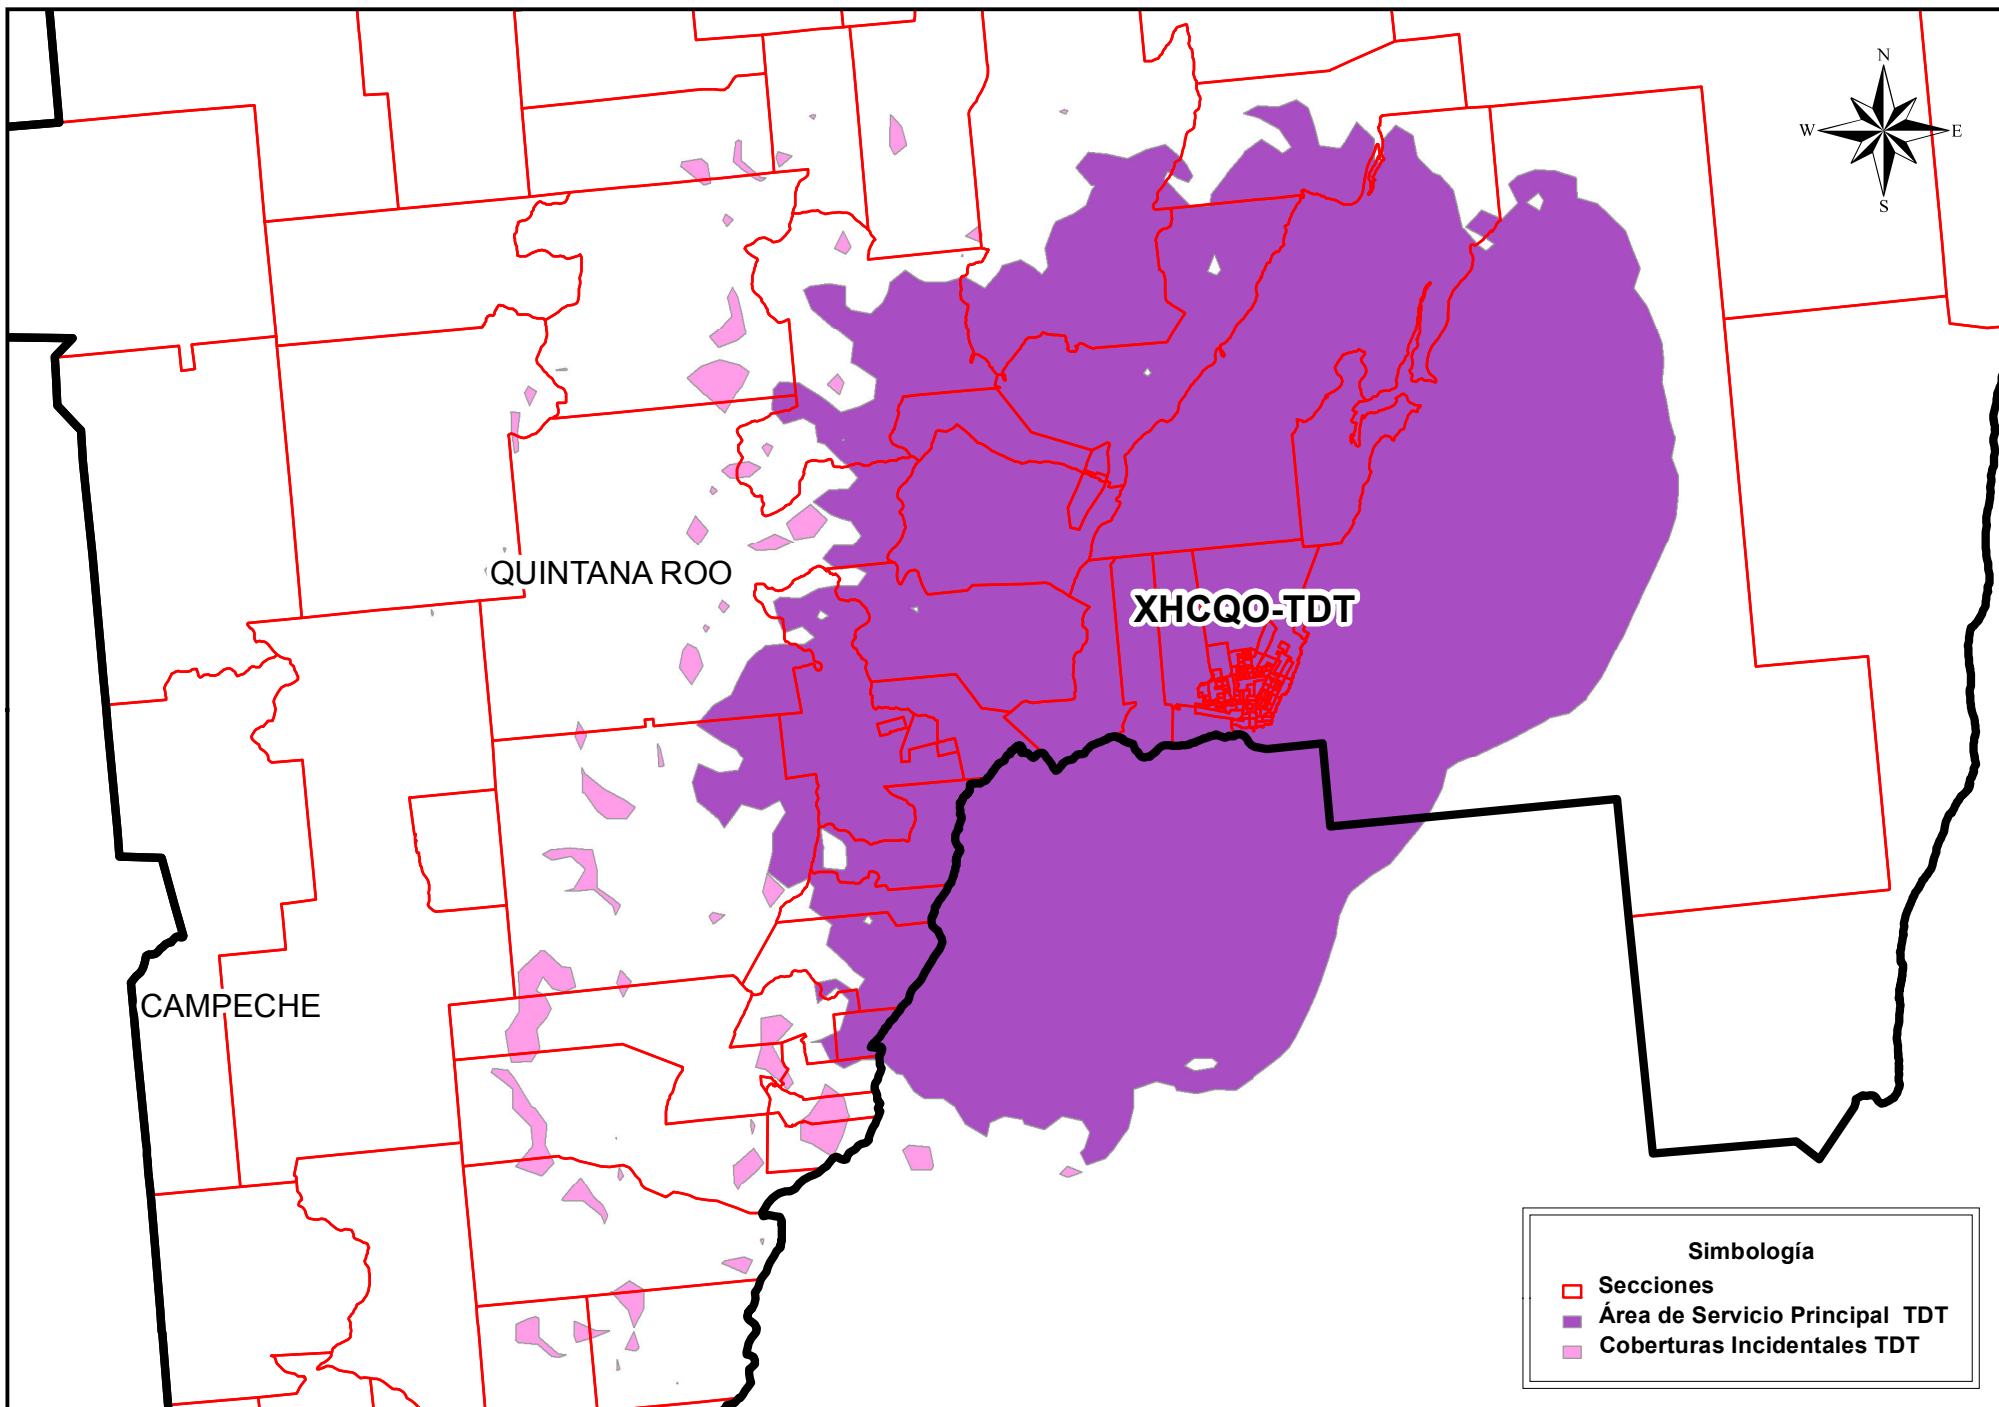 N
W E
S
QUINTANA ROO
XHCQO-TDT
CAMPECHE
Simbología
Secciones
Área de Servicio Principal TDT
Coberturas Incidentales TDT